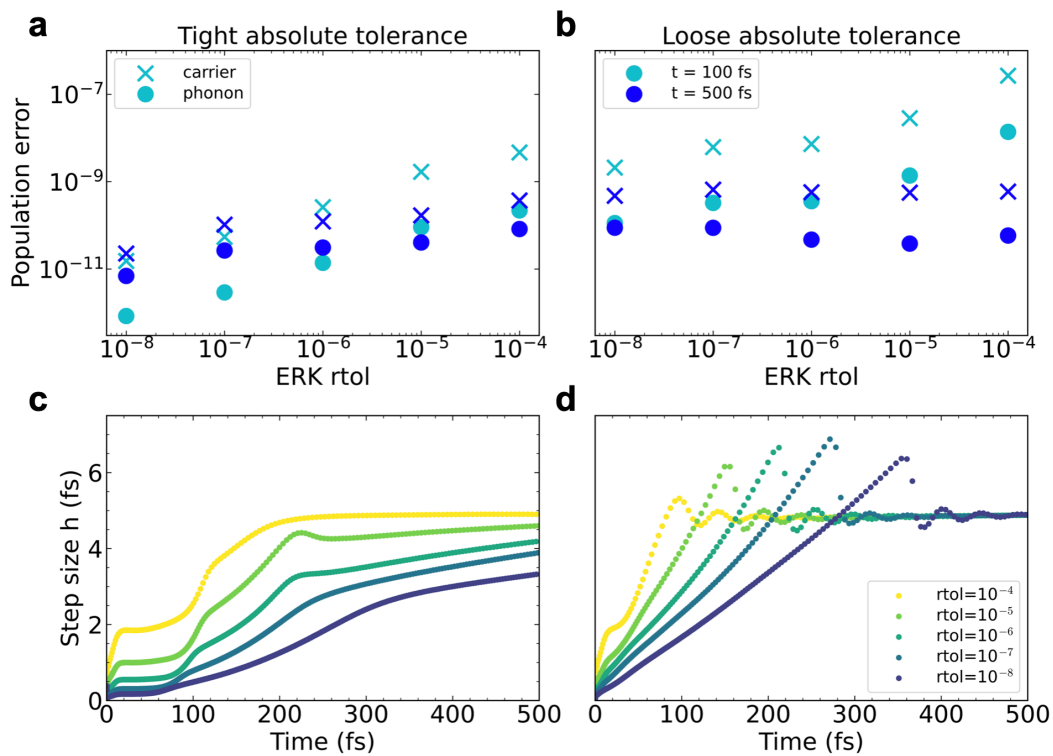 a
Tight absolute tolerance
carrier
phonon
Population error
10⁻⁷
10⁻⁹
10⁻¹¹
10⁻⁸ 10⁻⁷ 10⁻⁶ 10⁻⁵ 10⁻⁴
ERK rtol
b
Loose absolute tolerance
t = 100 fs
t = 500 fs
10⁻⁸ 10⁻⁷ 10⁻⁶ 10⁻⁵ 10⁻⁴
ERK rtol
c
Step size h (fs)
6
4
2
0
0 100 200 300 400 500
Time (fs)
d
rtol=10⁻⁴
rtol=10⁻⁵
rtol=10⁻⁶
rtol=10⁻⁷
rtol=10⁻⁸
0 100 200 300 400 500
Time (fs)